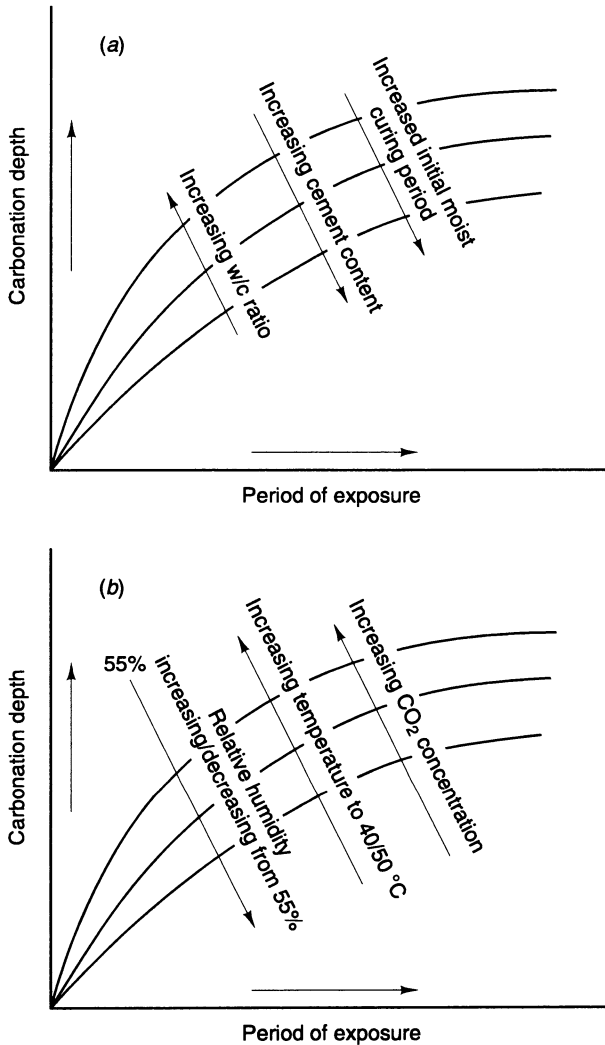 (a)
Carbonation depth
Increasing w/c ratio
Increasing cement content
Increased initial moist
curing period
Period of exposure
(b)
Carbonation depth
55%
Relative humidity
increasing/decreasing from 55%
Increasing temperature to 40/50 °C
Increasing CO2 concentration
Period of exposure